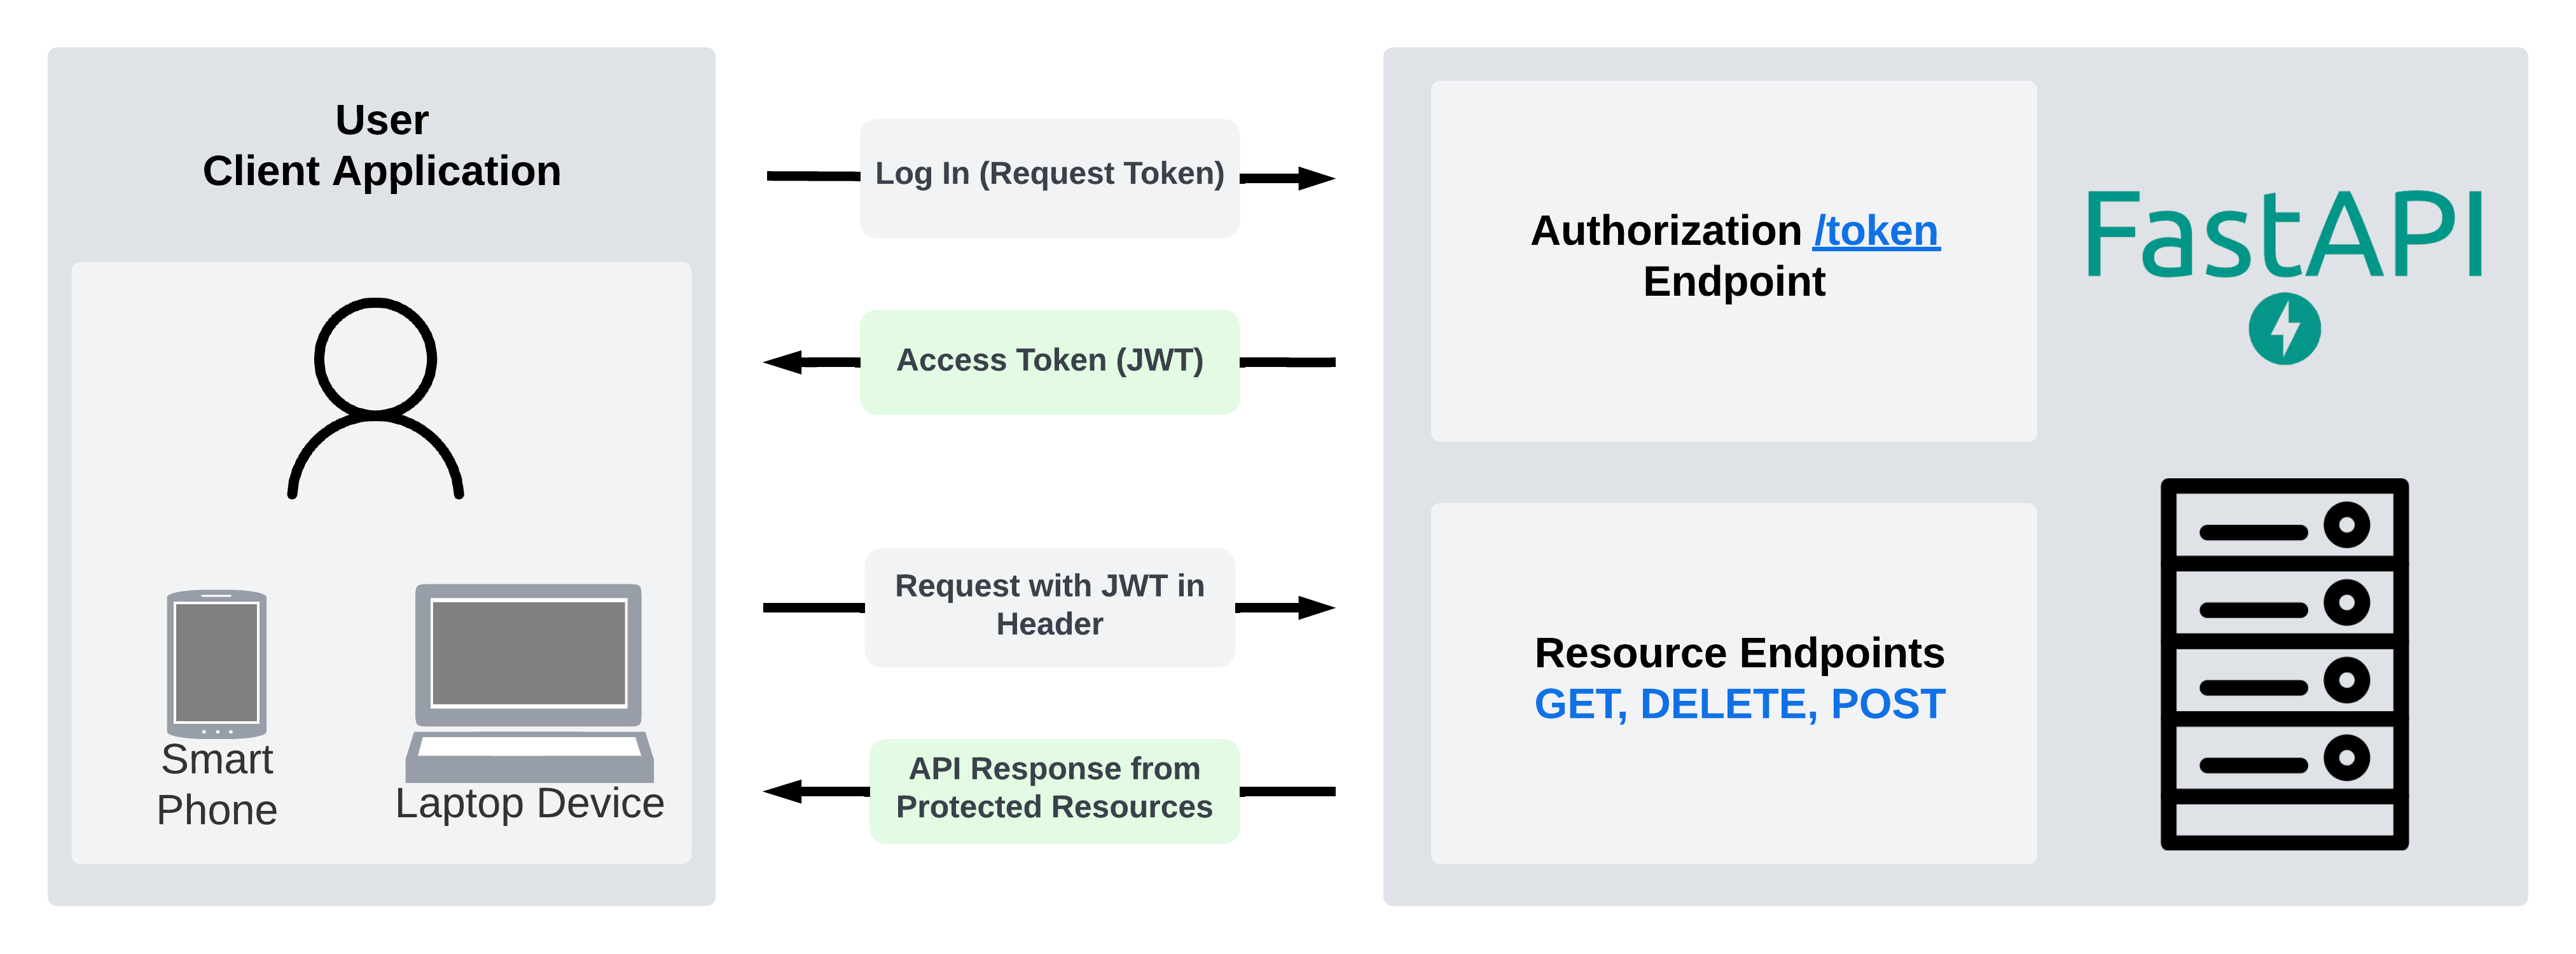 User
Client Application
Smart
Phone
Laptop Device
Log In (Request Token)
Access Token (JWT)
Request with JWT in
Header
API Response from
Protected Resources
Authorization /token
Endpoint
Resource Endpoints
GET, DELETE, POST
FastAPI